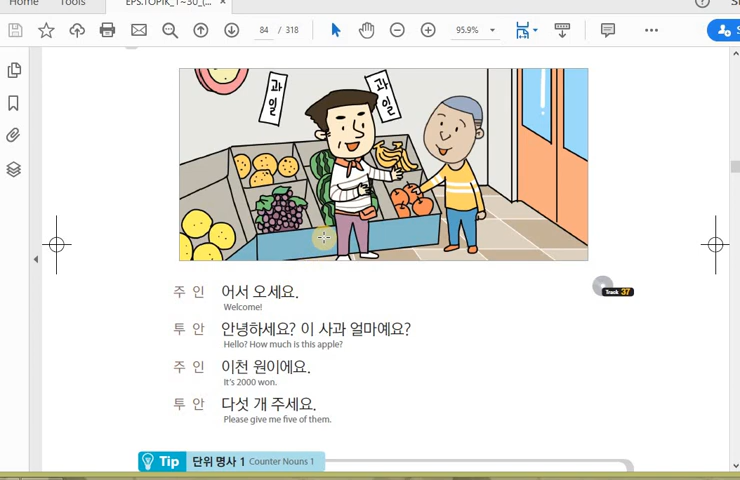 Home Tools EPS.TOPIK_1~30_(... ×
84 / 318 95.9%
과일
과일
Track 37
주 인 어서 오세요.
Welcome!
투 안 안녕하세요? 이 사과 얼마예요?
Hello? How much is this apple?
주 인 이천 원이에요.
It's 2000 won.
투 안 다섯 개 주세요.
Please give me five of them.
Tip 단위 명사 1 Counter Nouns 1